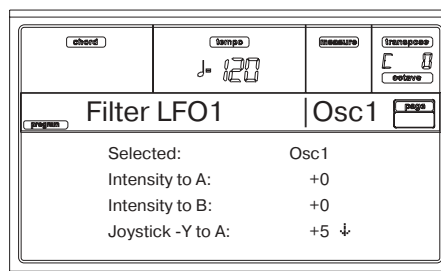 chord tempo measure transpose
♩= 120 C 0
octave
program Filter LFO1 Osc1 page
Selected: Osc1
Intensity to A: +0
Intensity to B: +0
Joystick -Y to A: +5